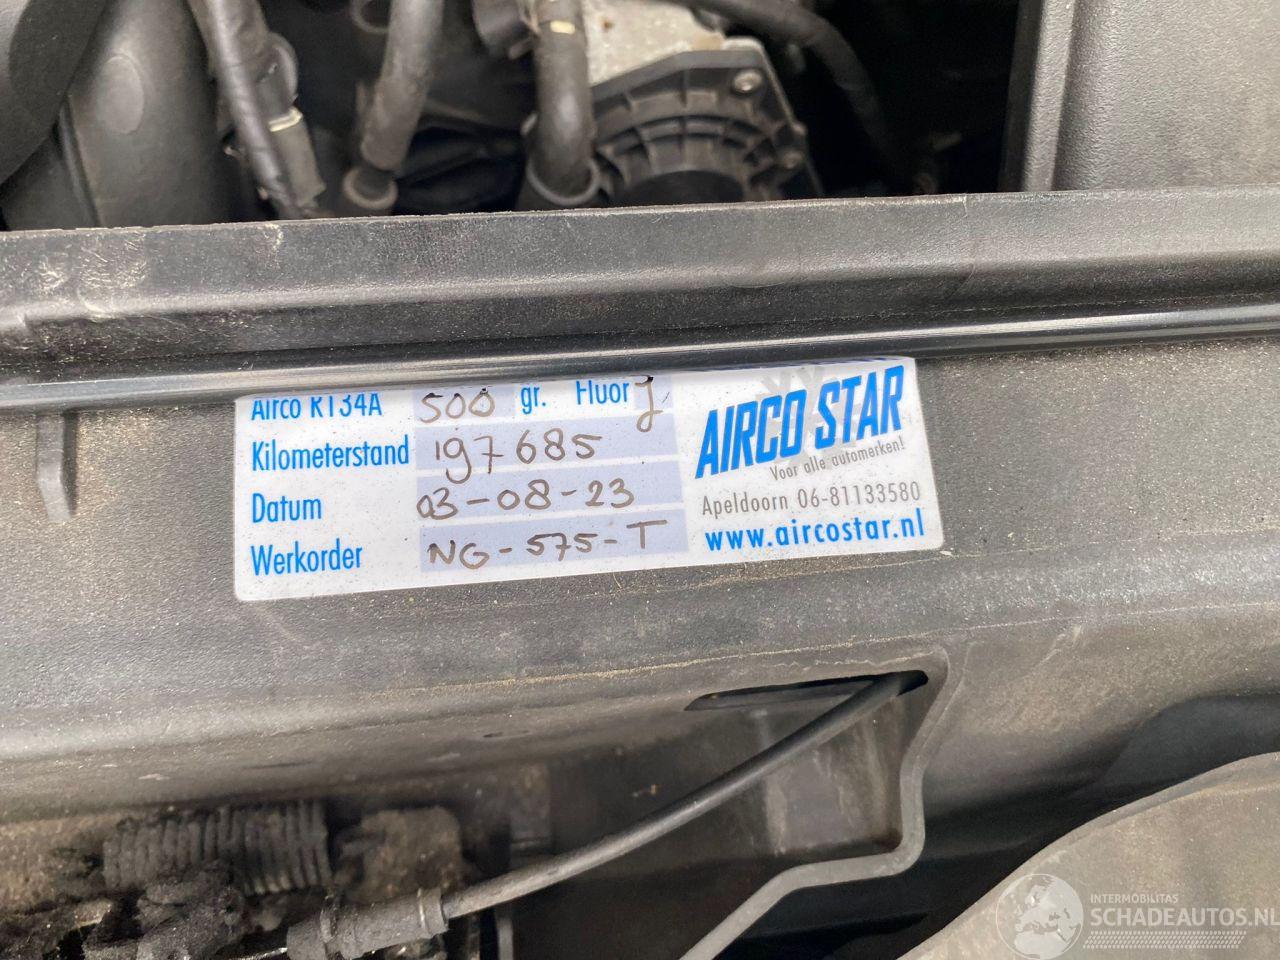 Airco R134A 500 gr. Fluor J
Kilometerstand 197685
Datum 03-08-23
Werkorder NG-575-T
AIRCO STAR
Voor alle automerken!
Apeldoorn 06-81133580
www.aircostar.nl
INTERMOBILITAS
SCHADEAUTOS.NL